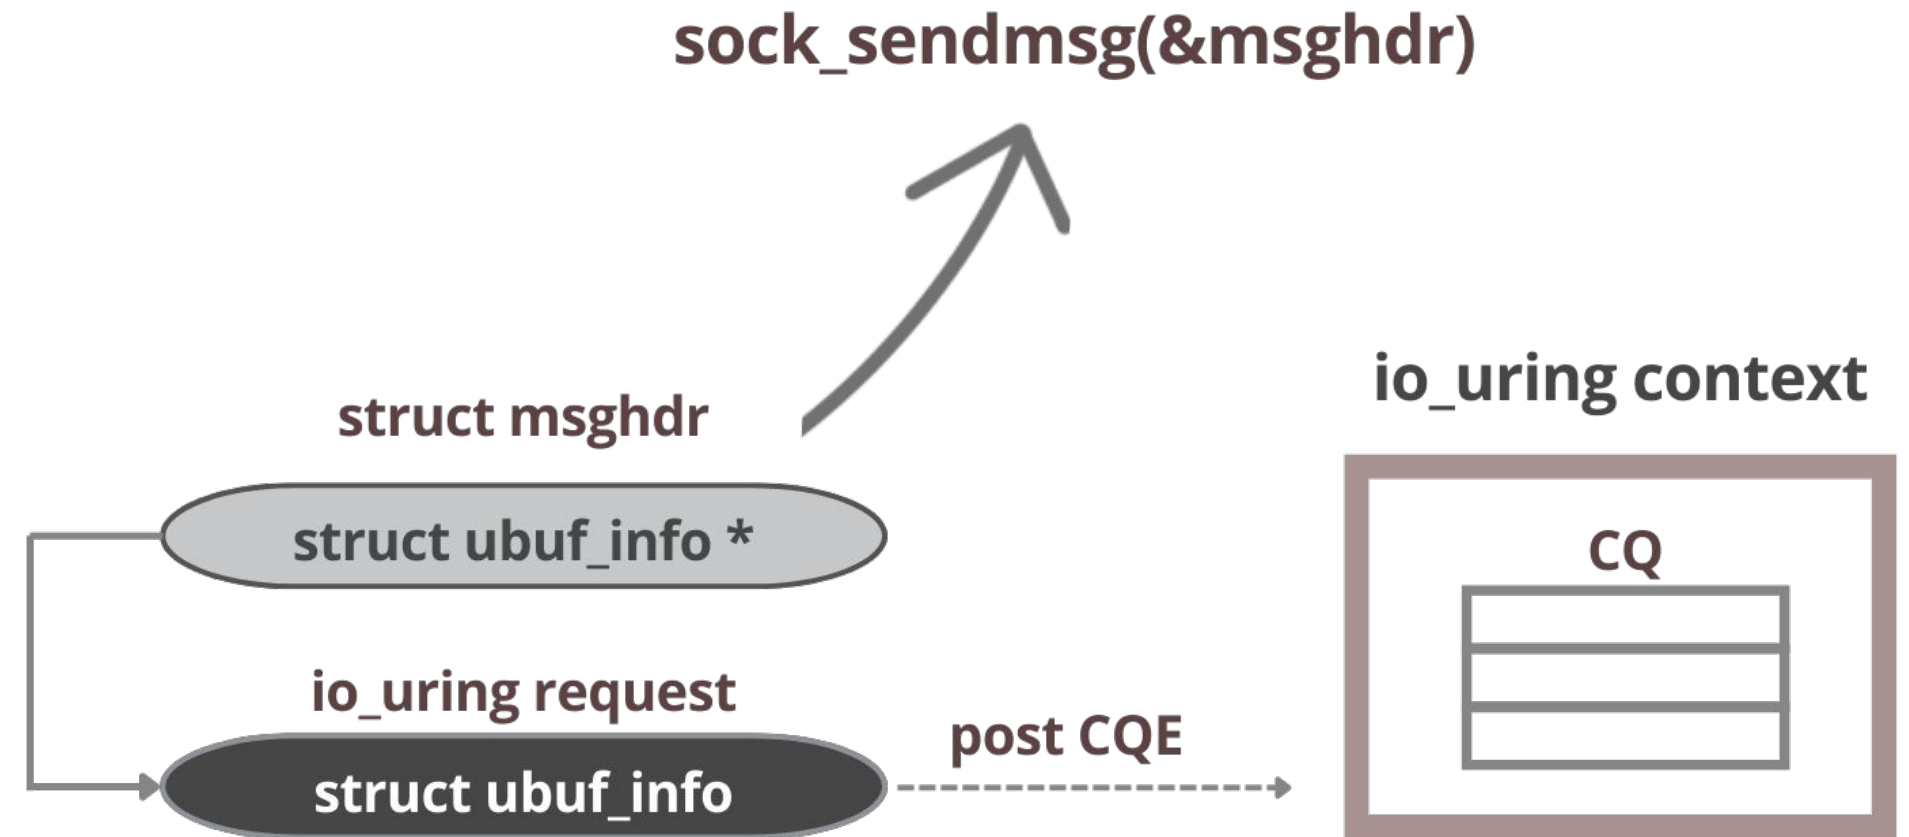 sock_sendmsg(&msghdr)
struct msghdr
struct ubuf_info *
io_uring request
struct ubuf_info
post CQE
io_uring context
CQ